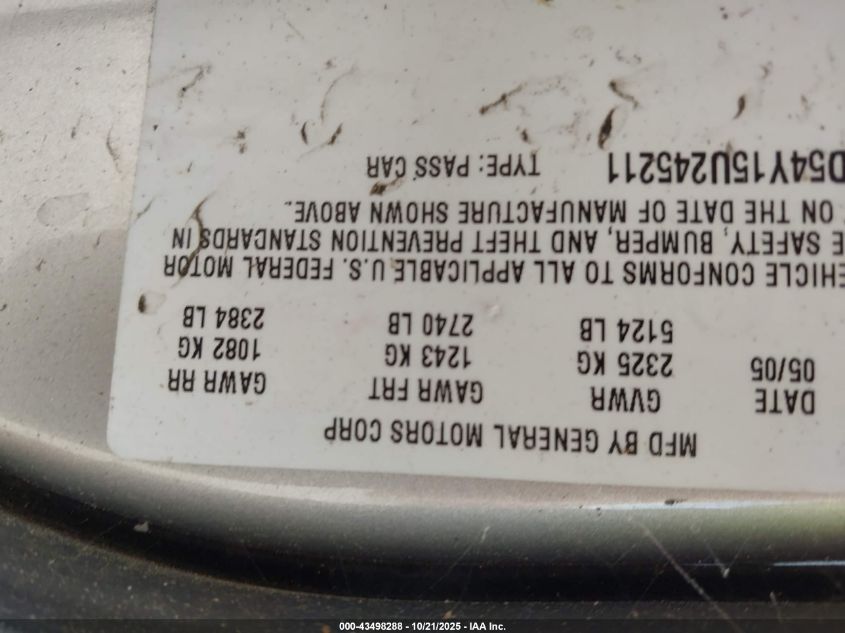 MFD BY GENERAL MOTORS CORP
DATE GVWR GAWR FRT GAWR RR
05/05 2325 KG 1243 KG 1082 KG
5124 LB 2740 LB 2384 LB
EHICLE CONFORMS TO ALL APPLICABLE U.S. FEDERAL MOTOR
E SAFETY, BUMPER, AND THEFT PREVENTION STANDARDS IN
ON THE DATE OF MANUFACTURE SHOWN ABOVE.
D54Y15U245211 TYPE: PASS CAR
000-43498288 - 10/21/2025 - IAA Inc.